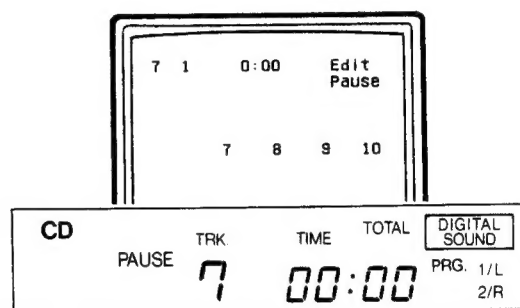 7 1 0:00 Edit
Pause
7 8 9 10
CD
PAUSE
TRK.
7
TIME
00:00
TOTAL
DIGITAL
SOUND
PRG. 1/L
2/R